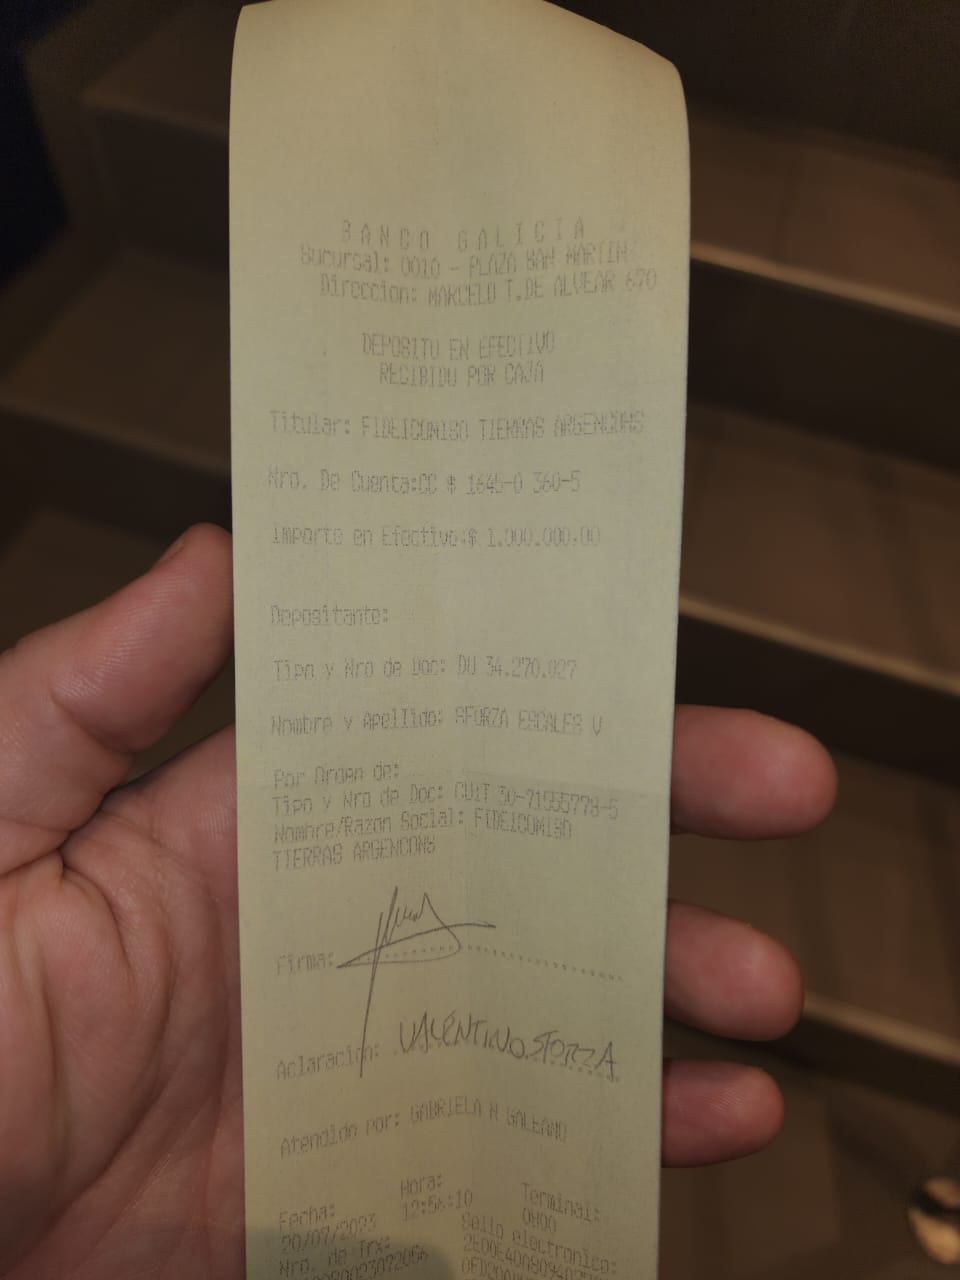 BANCO GALICIA
Sucursal: 0010 - PLAZA SAN MARTIN
Direccion: MARCELO T.DE ALVEAR 670
DEPOSITO EN EFECTIVO
RECIBIDO POR CAJA
Titular: FIDEICOMISO TIERRAS ARGENCONS
Nro. De Cuenta:CC $ 1645-0 360-5
Importe en Efectivo:$ 1.000.000.00
Depositante:
Tipo y Nro de Doc: DU 34.270.027
Nombre y Apellido: SFORZA ESCALES V
Por Orden de:
Tipo y Nro de Doc: CUIT 30-71555778-5
Nombre/Razon Social: FIDEICOMISO
TIERRAS ARGENCONS
Firma:
Aclaracion: VALENTINO SFORZA
Atendido por: GABRIELA N GALEANO
Fecha: Hora: Terminal:
20/07/2023 12:56:10 0900
Nro. de Trx: Sello electronico: